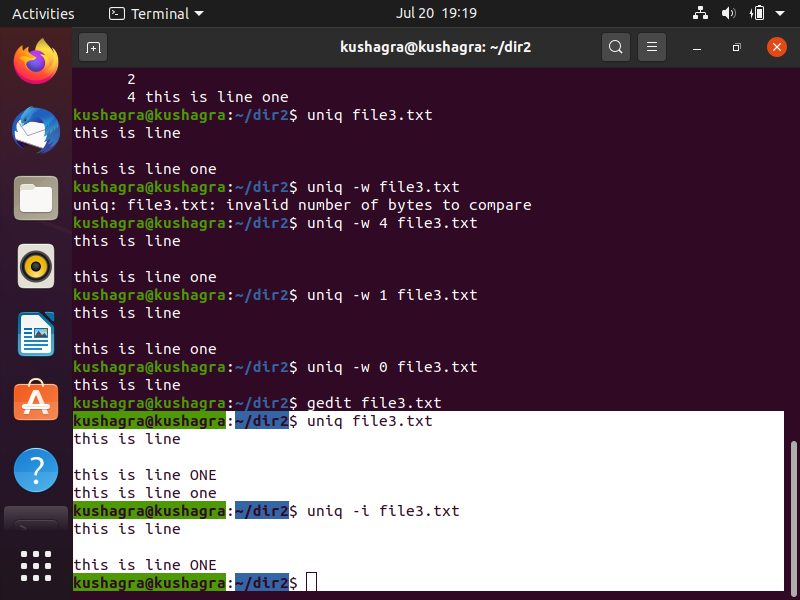 Activities Terminal Jul 20 19:19
kushagra@kushagra: ~/dir2
2
4 this is line one
kushagra@kushagra:~/dir2$ uniq file3.txt
this is line
this is line one
kushagra@kushagra:~/dir2$ uniq -w file3.txt
uniq: file3.txt: invalid number of bytes to compare
kushagra@kushagra:~/dir2$ uniq -w 4 file3.txt
this is line
this is line one
kushagra@kushagra:~/dir2$ uniq -w 1 file3.txt
this is line
this is line one
kushagra@kushagra:~/dir2$ uniq -w 0 file3.txt
this is line
kushagra@kushagra:~/dir2$ gedit file3.txt
kushagra@kushagra:~/dir2$ uniq file3.txt
this is line
this is line ONE
this is line one
kushagra@kushagra:~/dir2$ uniq -i file3.txt
this is line
this is line ONE
kushagra@kushagra:~/dir2$